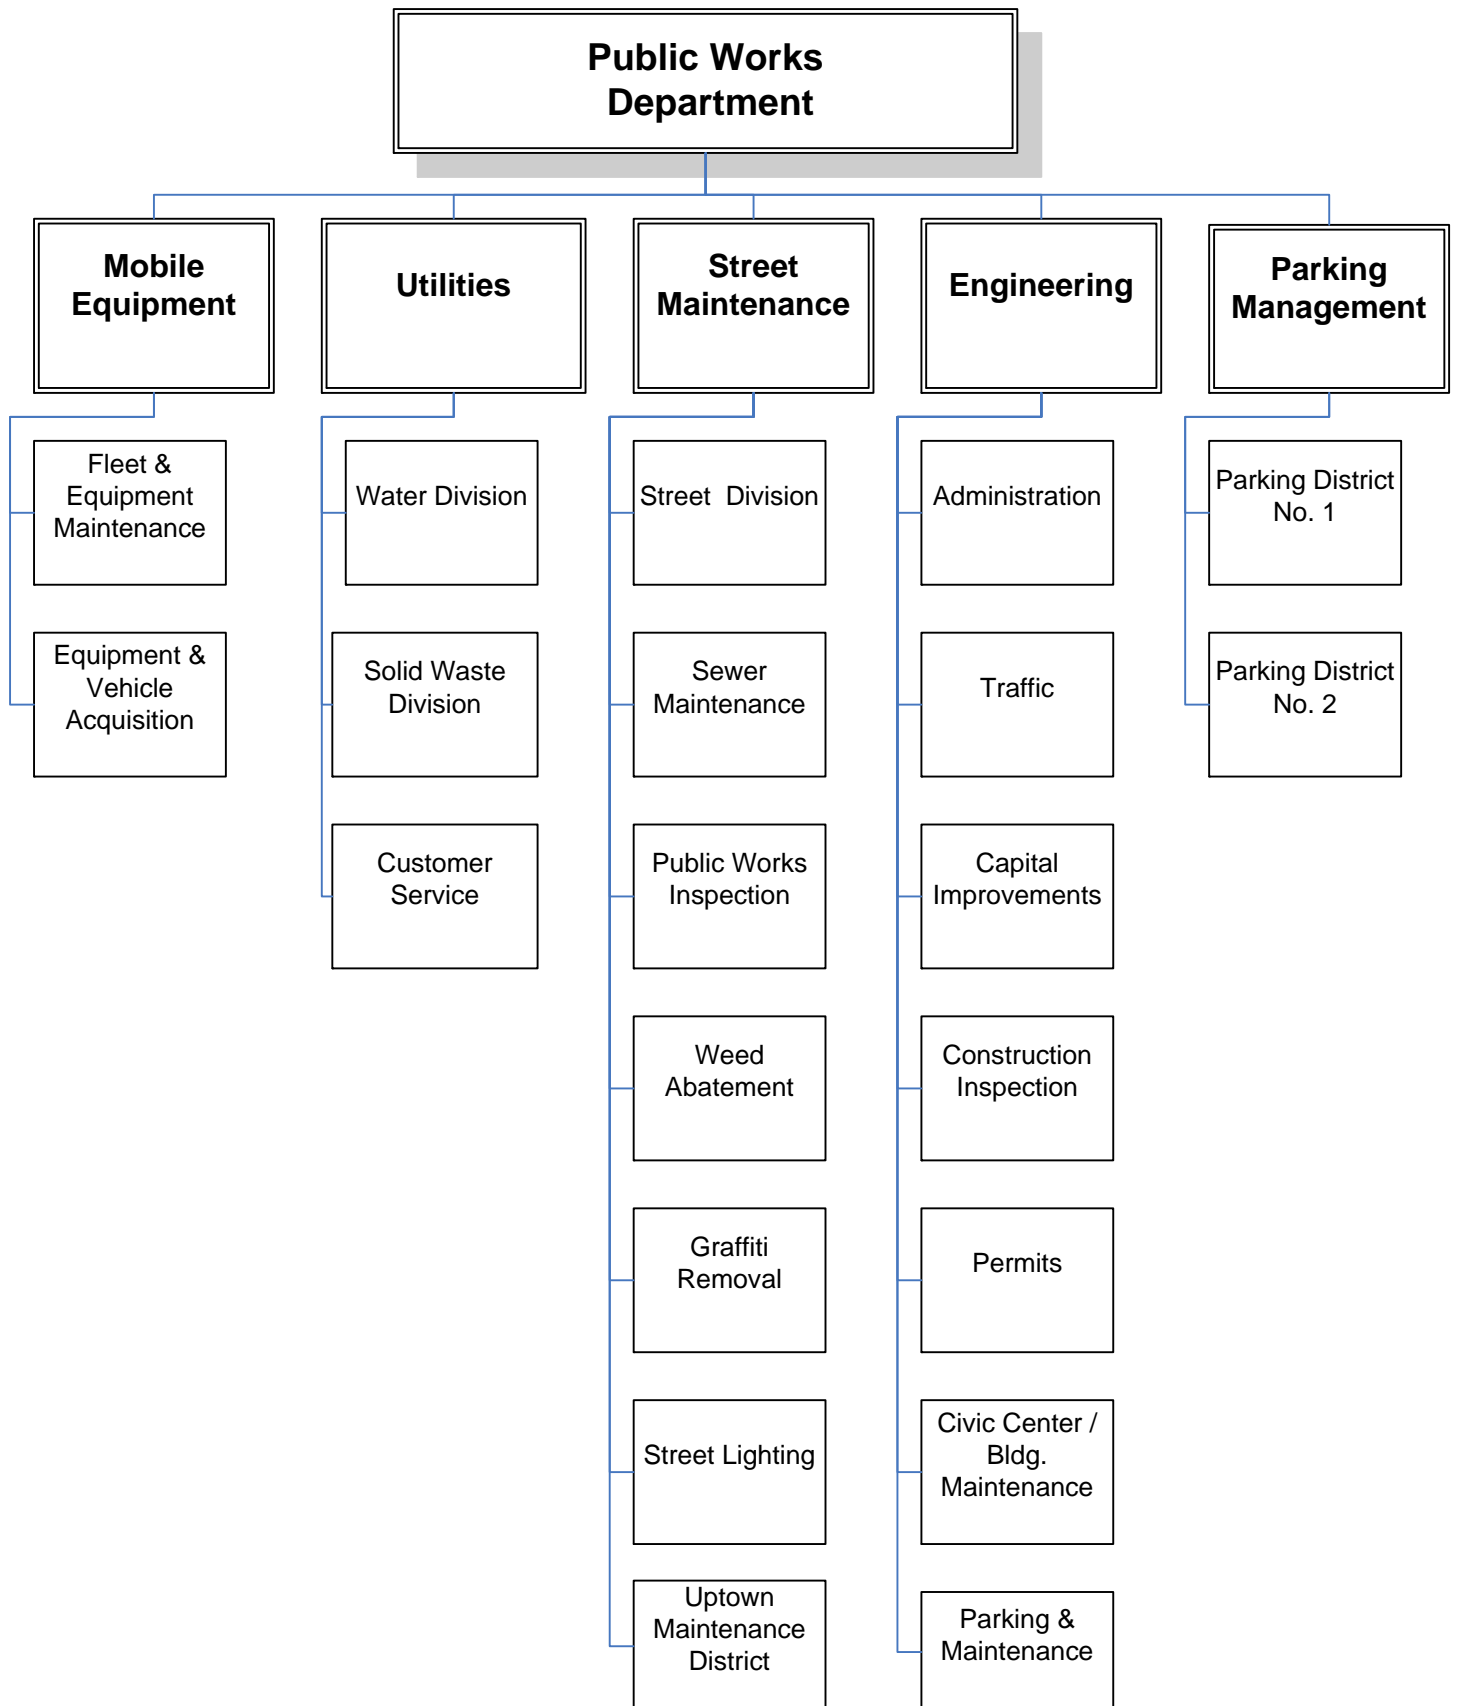 Public Works
Department
Mobile
Equipment
Utilities
Street
Maintenance
Engineering
Parking
Management
Fleet &
Equipment
Maintenance
Equipment &
Vehicle
Acquisition
Water Division
Solid Waste
Division
Customer
Service
Street  Division
Sewer
Maintenance
Public Works
Inspection
Weed
Abatement
Graffiti
Removal
Street Lighting
Uptown
Maintenance
District
Administration
Traffic
Capital
Improvements
Construction
Inspection
Permits
Civic Center /
Bldg.
Maintenance
Parking &
Maintenance
Parking District
No. 1
Parking District
No. 2